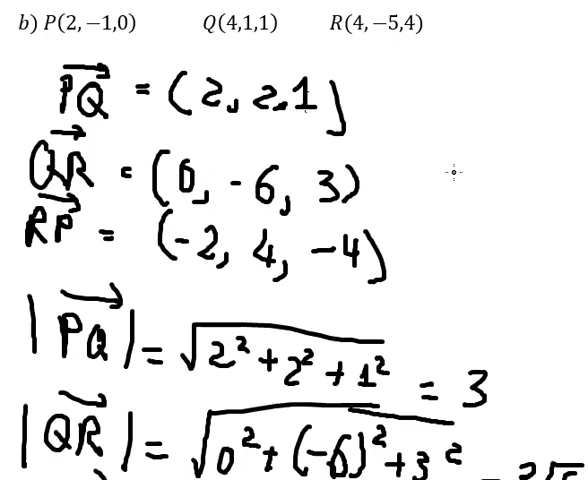 b) P(2, −1,0) Q(4,1,1) R(4, −5,4)
PQ = (2, 2, 1)
QR = (0, -6, 3)
RP = (-2, 4, -4)
|PQ| = √2² + 2² + 1² = 3
|QR| = √0² + (-6)² + 3²